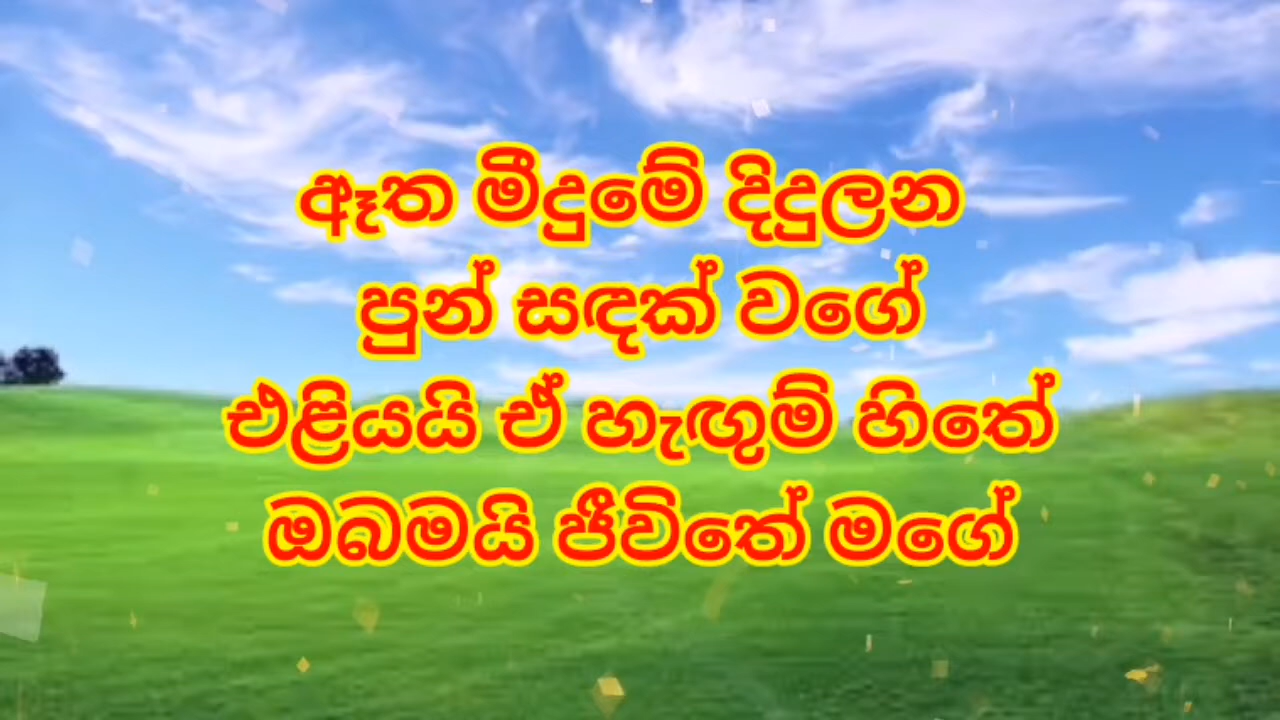 ඈත මීදුමේ දිදුලන
පුන් සඳක් වගේ
එළියයි ඒ හැඟුම් හිතේ
ඔබමයි ජීවිතේ මගේ